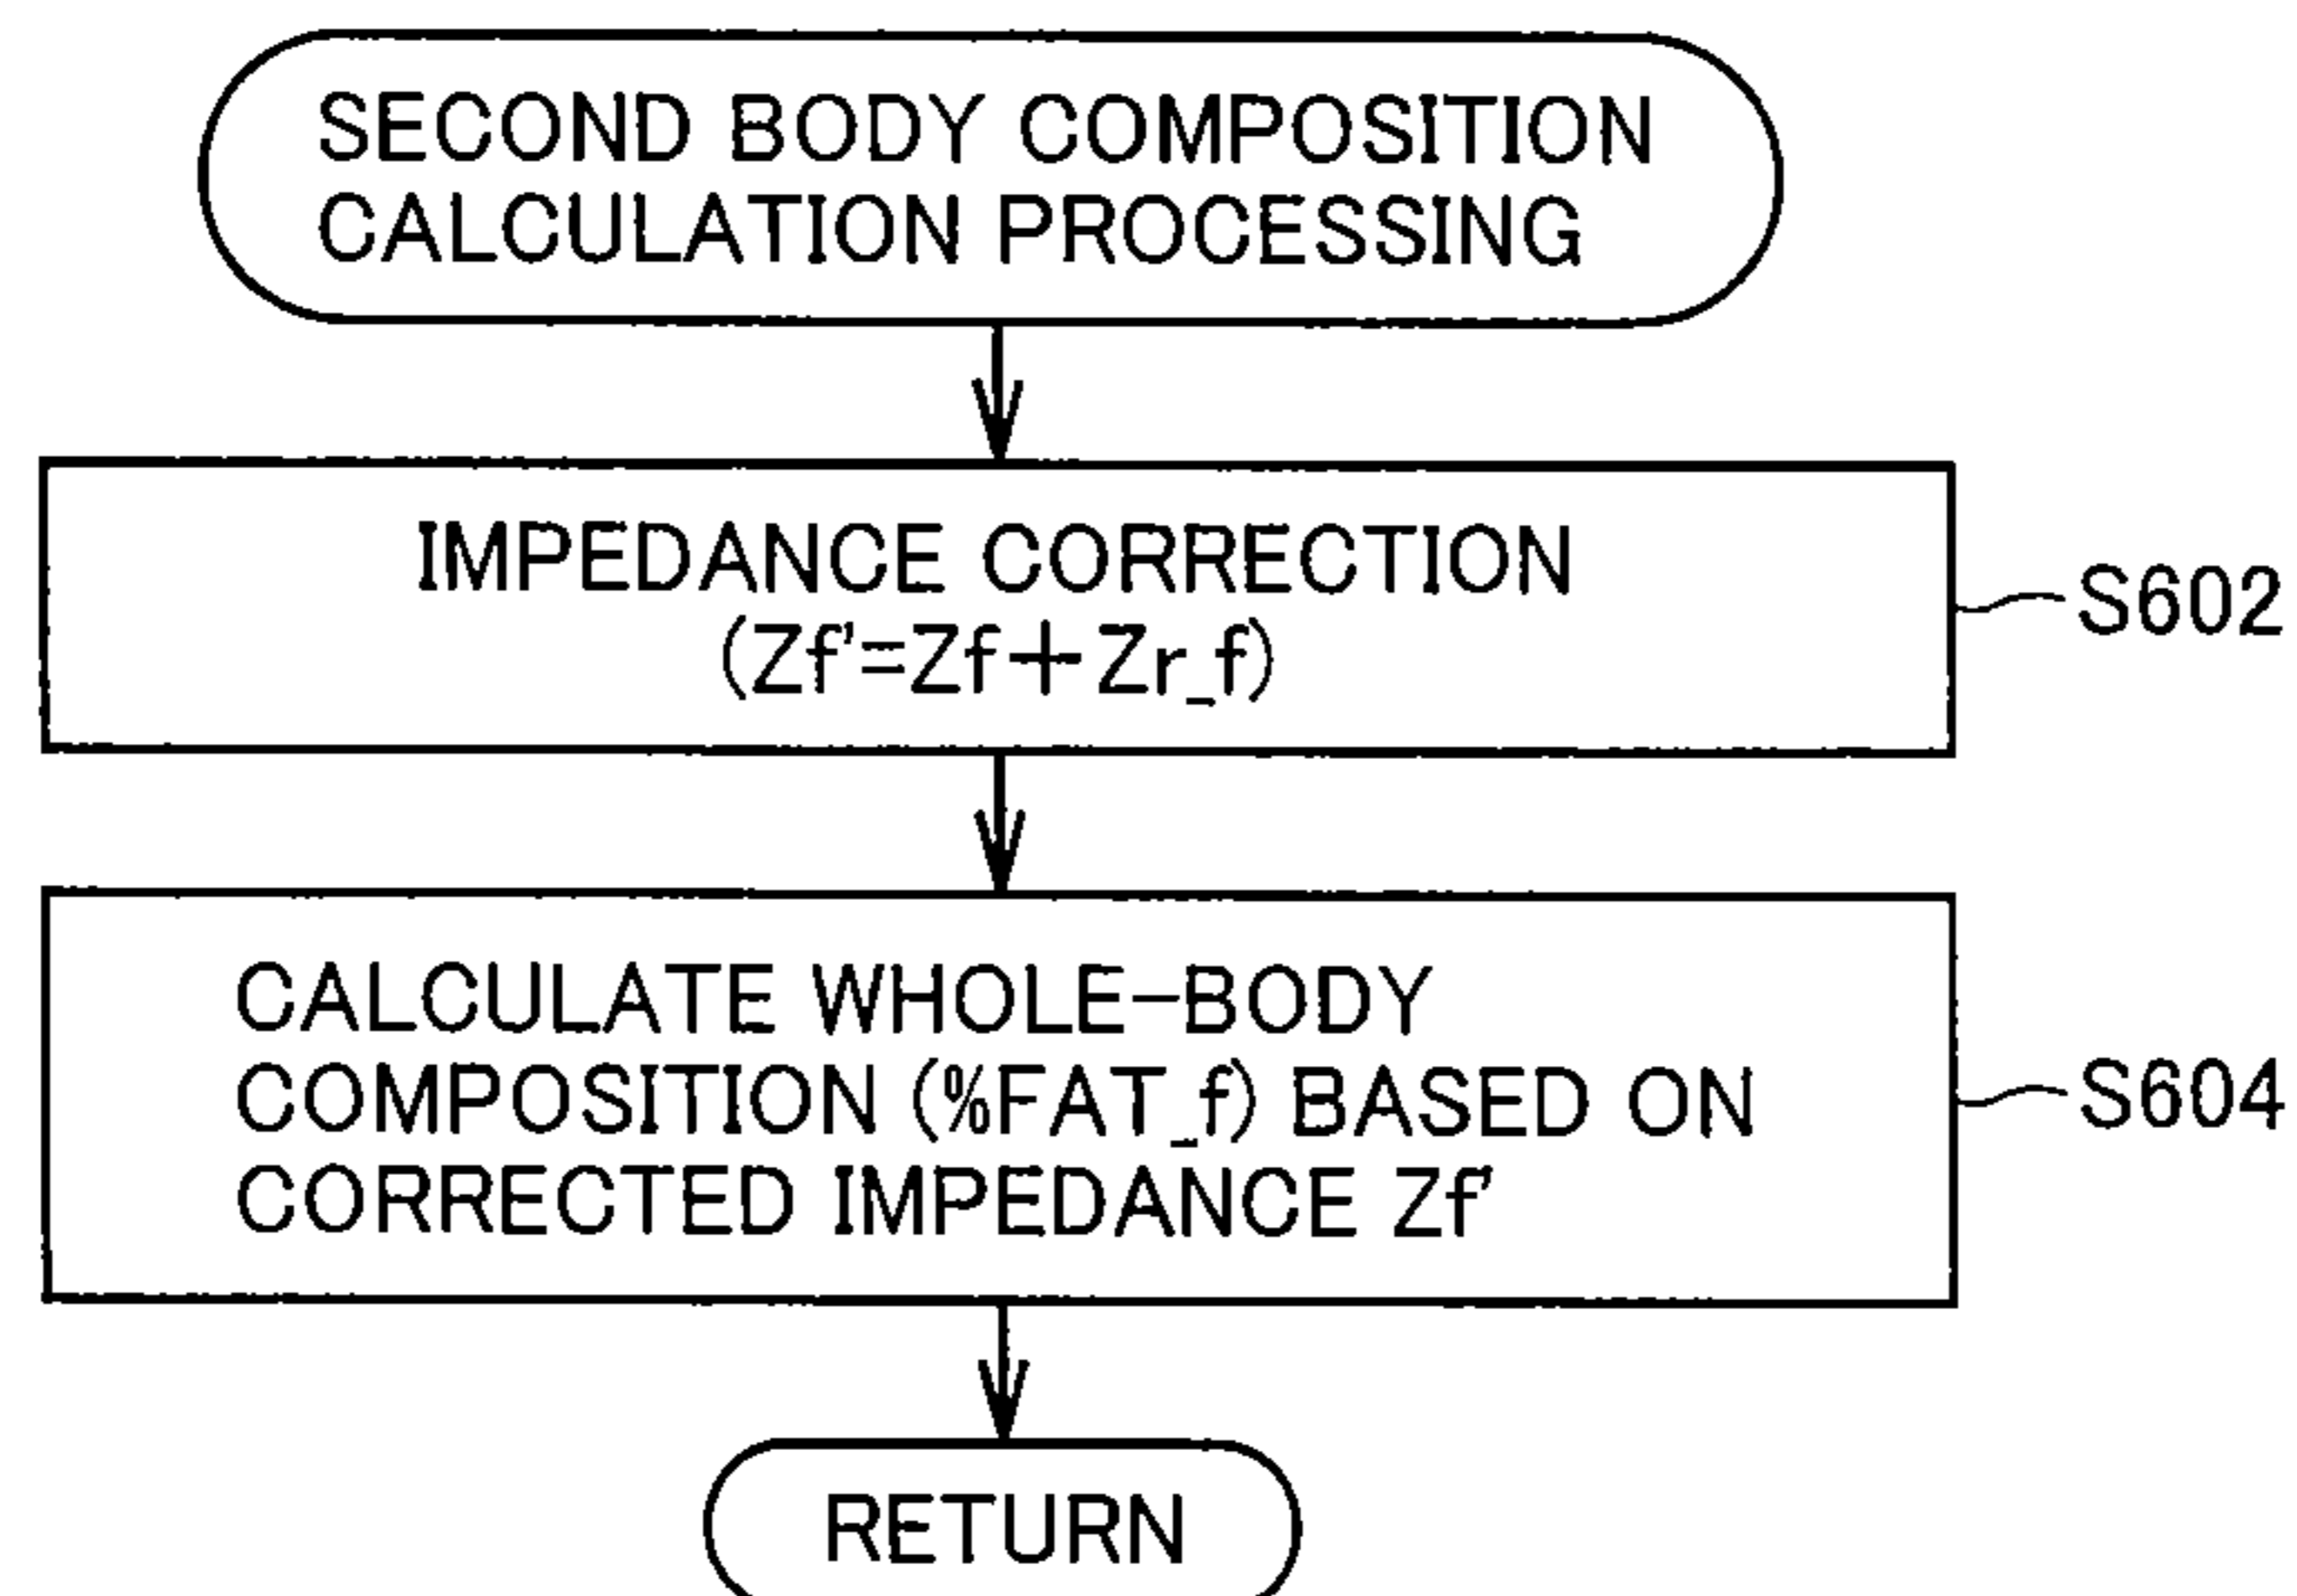 SECOND BODY COMPOSITION
CALCULATION PROCESSING
IMPEDANCE CORRECTION
(Zf'=Zf+Zr_f)
S602
CALCULATE WHOLE-BODY
COMPOSITION (%FAT_f) BASED ON
CORRECTED IMPEDANCE Zf'
S604
RETURN